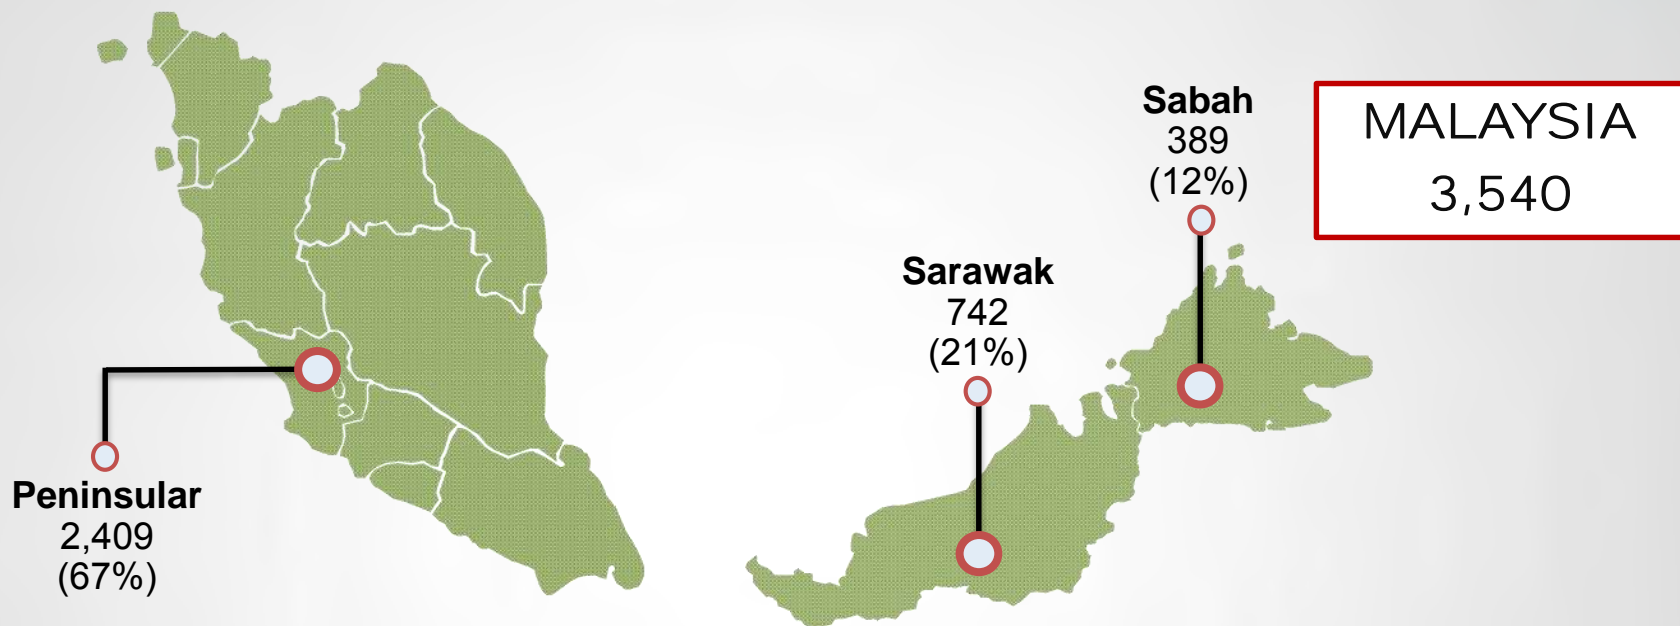 Sabah
389
(12%)
MALAYSIA
3,540
Sarawak
742
(21%)
Peninsular
2,409
(67%)